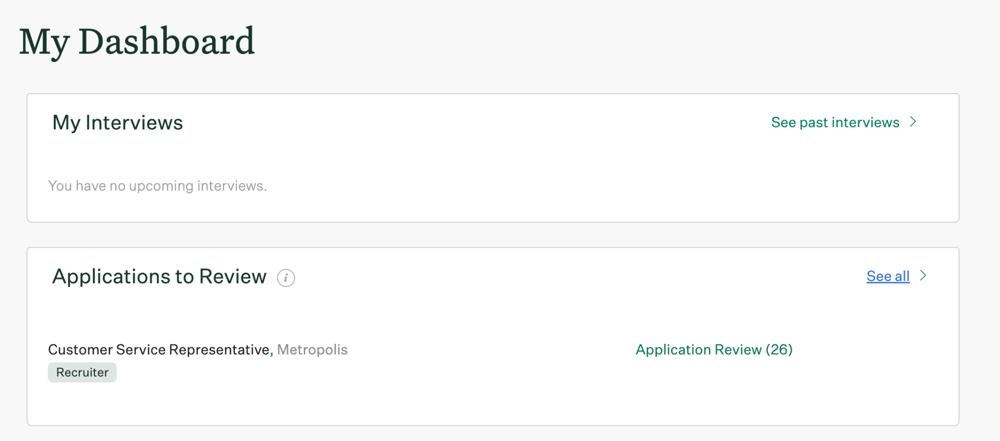 My Dashboard
My Interviews
See past interviews
You have no upcoming interviews.
Applications to Review i
See all
Customer Service Representative, Metropolis
Application Review (26)
Recruiter